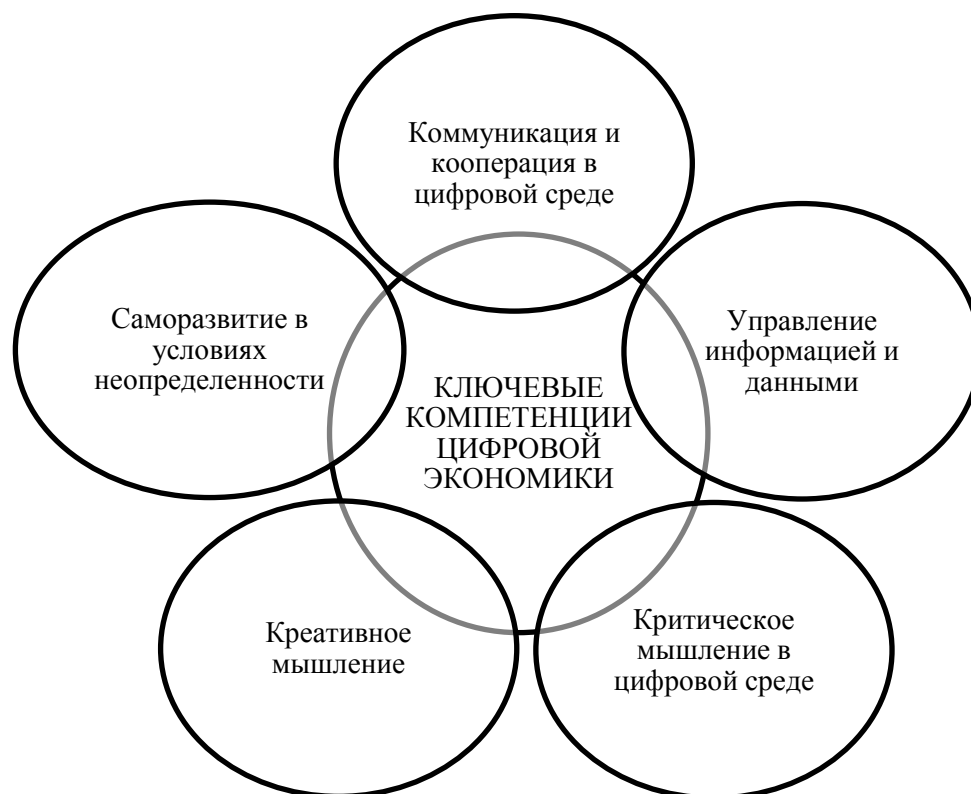 Коммуникация и
кооперация в
цифровой среде
Саморазвитие в
условиях
неопределенности
Управление
информацией и
данными
КЛЮЧЕВЫЕ
КОМПЕТЕНЦИИ
ЦИФРОВОЙ
ЭКОНОМИКИ
Креативное
мышление
Критическое
мышление в
цифровой среде